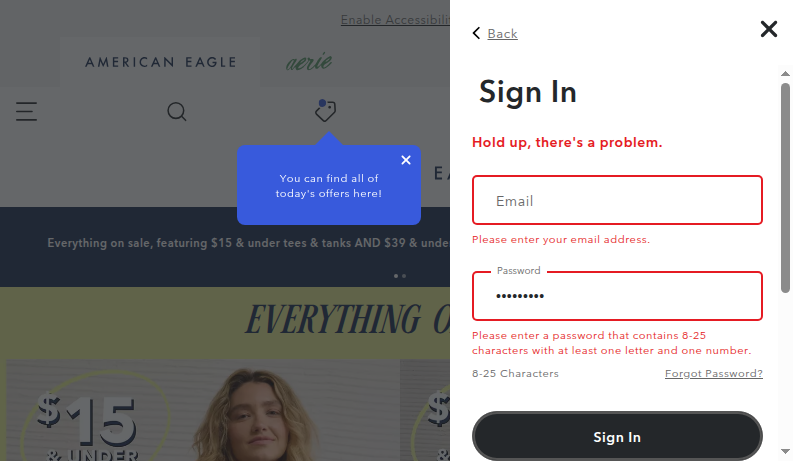 Enable Accessibilit
Back
AMERICAN EAGLE
aerie
Sign In
Hold up, there's a problem.
You can find all of
today's offers here!
Email
Please enter your email address.
Everything on sale, featuring $15 & under tees & tanks AND $39 & unde
Password
•••••••••
EVERYTHING O
Please enter a password that contains 8-25
characters with at least one letter and one number.
8-25 Characters
Forgot Password?
$15
& UNDER
$
Sign In